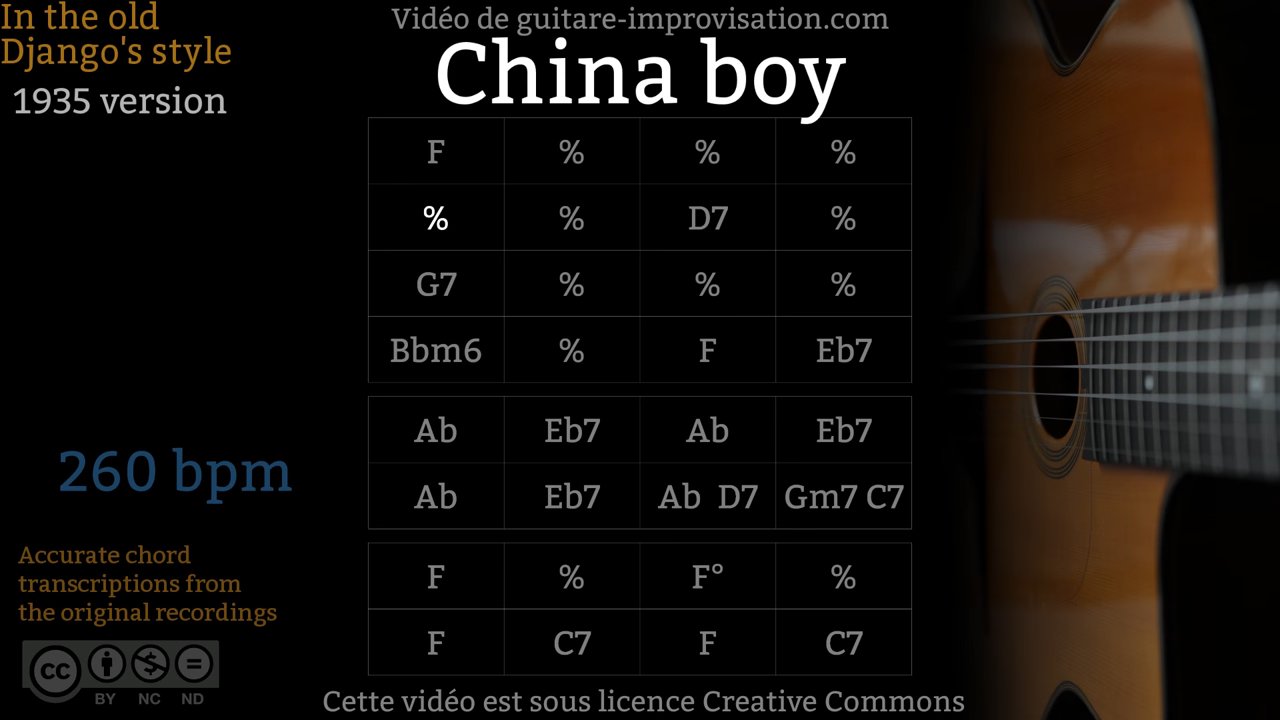 In the old
Django's style
1935 version
Vidéo de guitare-improvisation.com
China boy
F % % %
% % D7 %
G7 % % %
Bbm6 % F Eb7
Ab Eb7 Ab Eb7
Ab Eb7 Ab D7 Gm7 C7
F % F° %
F C7 F C7
260 bpm
Accurate chord
transcriptions from
the original recordings
cc
BY NC ND
Cette vidéo est sous licence Creative Commons